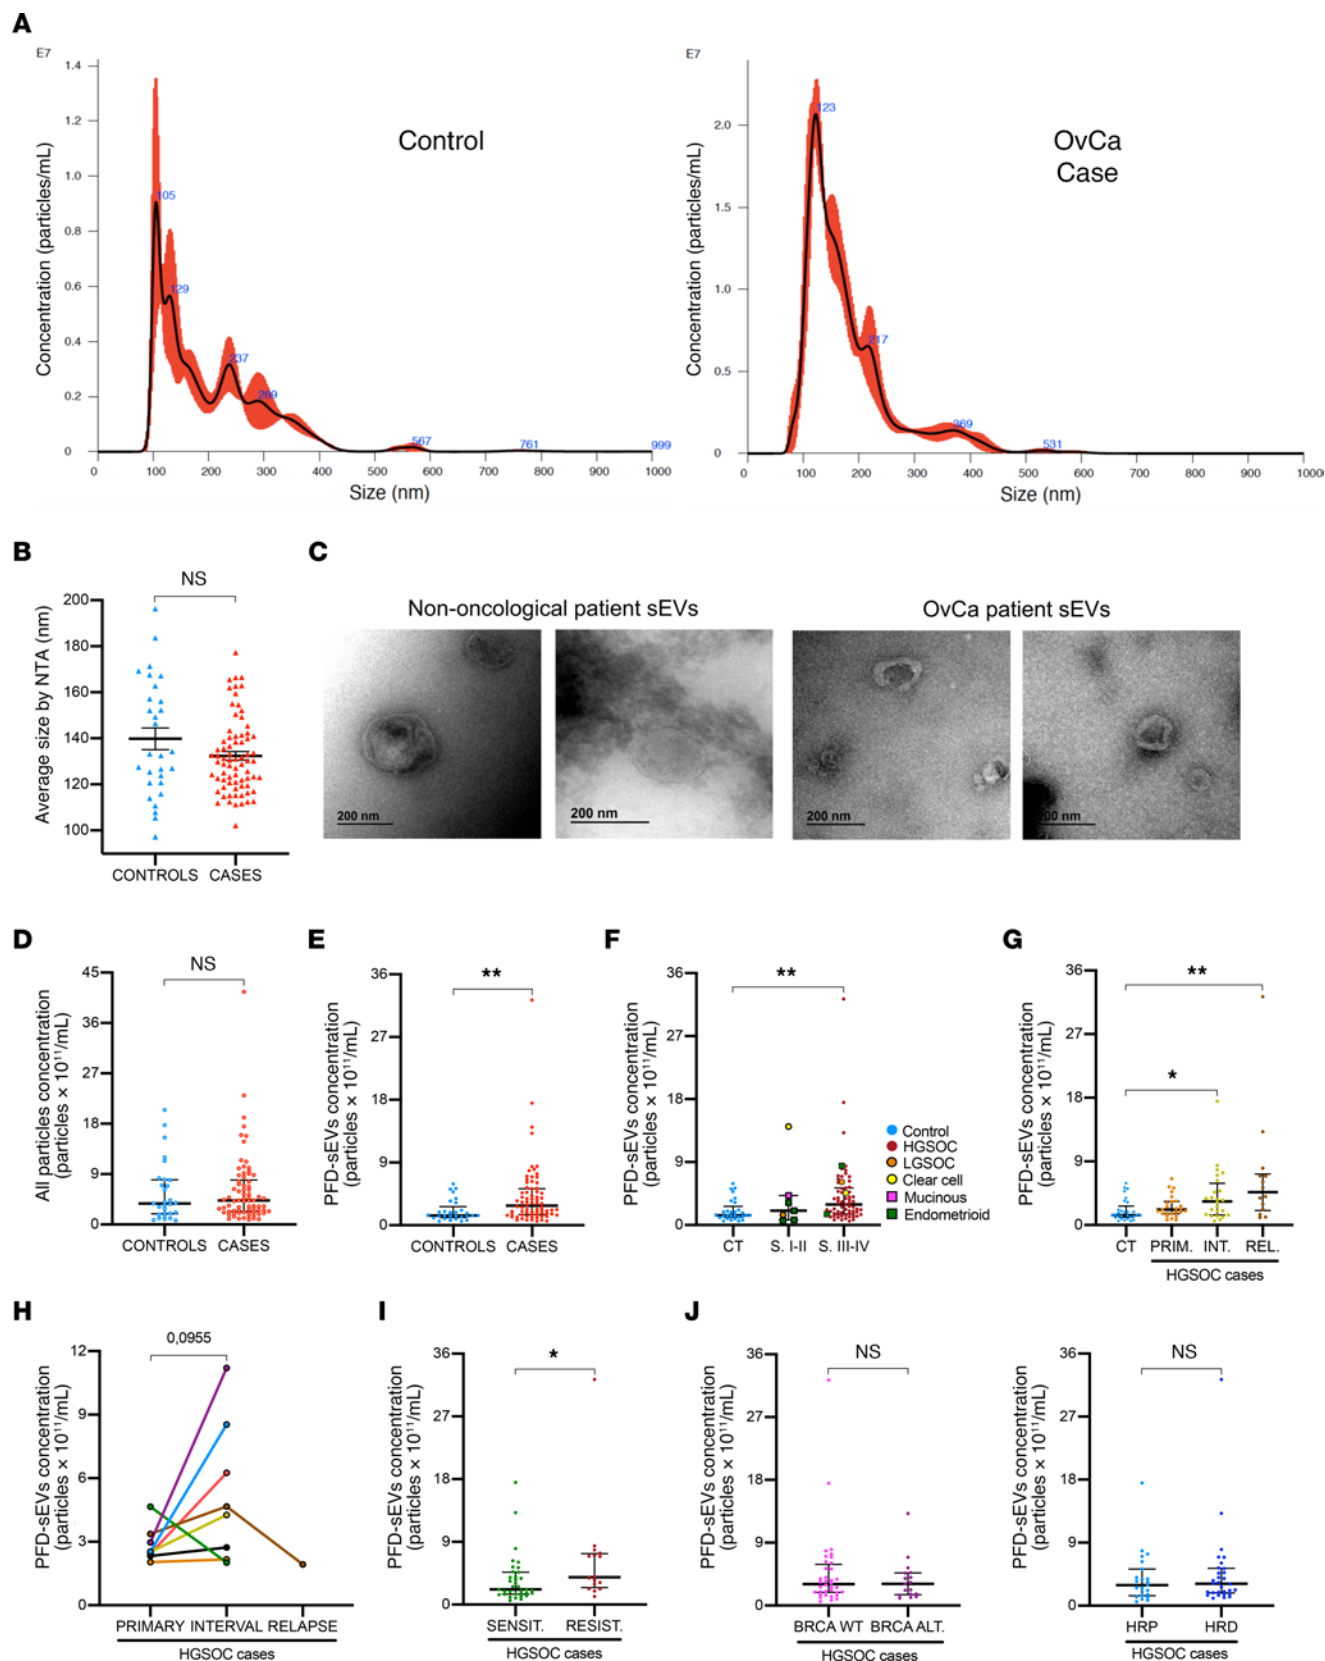 A
E7
1.4
1.2
1.0
0.8
0.6
0.4
0.2
0
Concentration (particles/mL)
Control
105
129
237
289
567
761
999
0 100 200 300 400 500 600 700 800 900 1000
Size (nm)
E7
2.0
1.5
1.0
0.5
0
Concentration (particles/mL)
OvCa
Case
123
217
369
531
0 100 200 300 400 500 600 700 800 900 1000
Size (nm)
B
NS
200
180
160
140
120
100
Average size by NTA (nm)
CONTROLS CASES
C
Non-oncological patient sEVs
OvCa patient sEVs
200 nm
200 nm
200 nm
200 nm
D
NS
45
36
27
18
9
0
All particles concentration
(particles × 10¹¹/mL)
CONTROLS CASES
E
**
36
27
18
9
0
PFD-sEVs concentration
(particles × 10¹¹/mL)
CONTROLS CASES
F
**
36
27
18
9
0
PFD-sEVs concentration
(particles × 10¹¹/mL)
CT S. I-II S. III-IV
Control
HGSOC
LGSOC
Clear cell
Mucinous
Endometrioid
G
**
*
36
27
18
9
0
PFD-sEVs concentration
(particles × 10¹¹/mL)
CT PRIM. INT. REL.
HGSOC cases
H
0,0955
12
9
6
3
0
PFD-sEVs concentration
(particles × 10¹¹/mL)
PRIMARY INTERVAL RELAPSE
HGSOC cases
I
*
36
27
18
9
0
PFD-sEVs concentration
(particles × 10¹¹/mL)
SENSIT. RESIST.
HGSOC cases
J
NS
36
27
18
9
0
PFD-sEVs concentration
(particles × 10¹¹/mL)
BRCA WT BRCA ALT.
HGSOC cases
NS
36
27
18
9
0
PFD-sEVs concentration
(particles × 10¹¹/mL)
HRP HRD
HGSOC cases